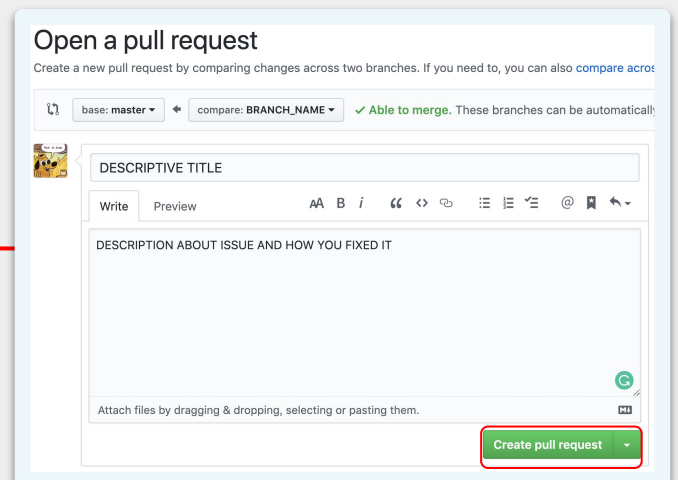 Open a pull request
Create a new pull request by comparing changes across two branches. If you need to, you can also compare
base: master compare: BRANCH_NAME ✓ Able to merge. These branches can be automatically
DESCRIPTIVE TITLE
Write Preview AA B i
DESCRIPTION ABOUT ISSUE AND HOW YOU FIXED IT
G
Attach files by dragging & dropping, selecting or pasting them.
Create pull request